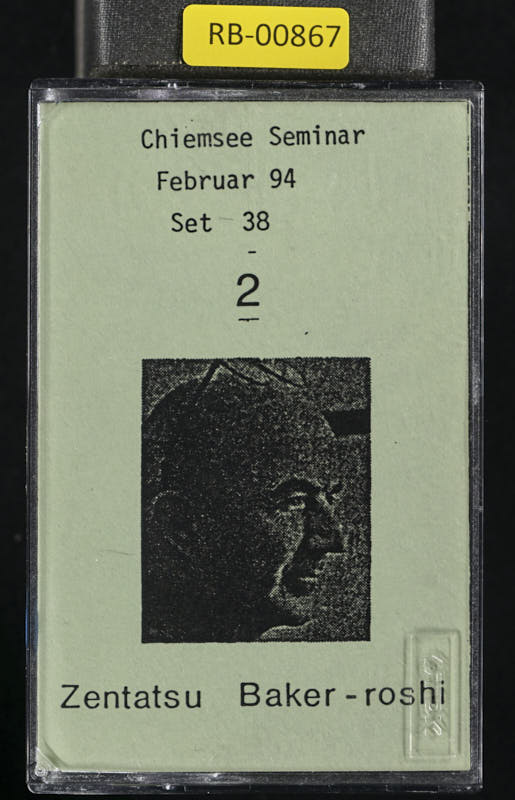 RB-00867
Chiemsee Seminar
Februar 94
Set 38
-
2
Zentatsu Baker-roshi